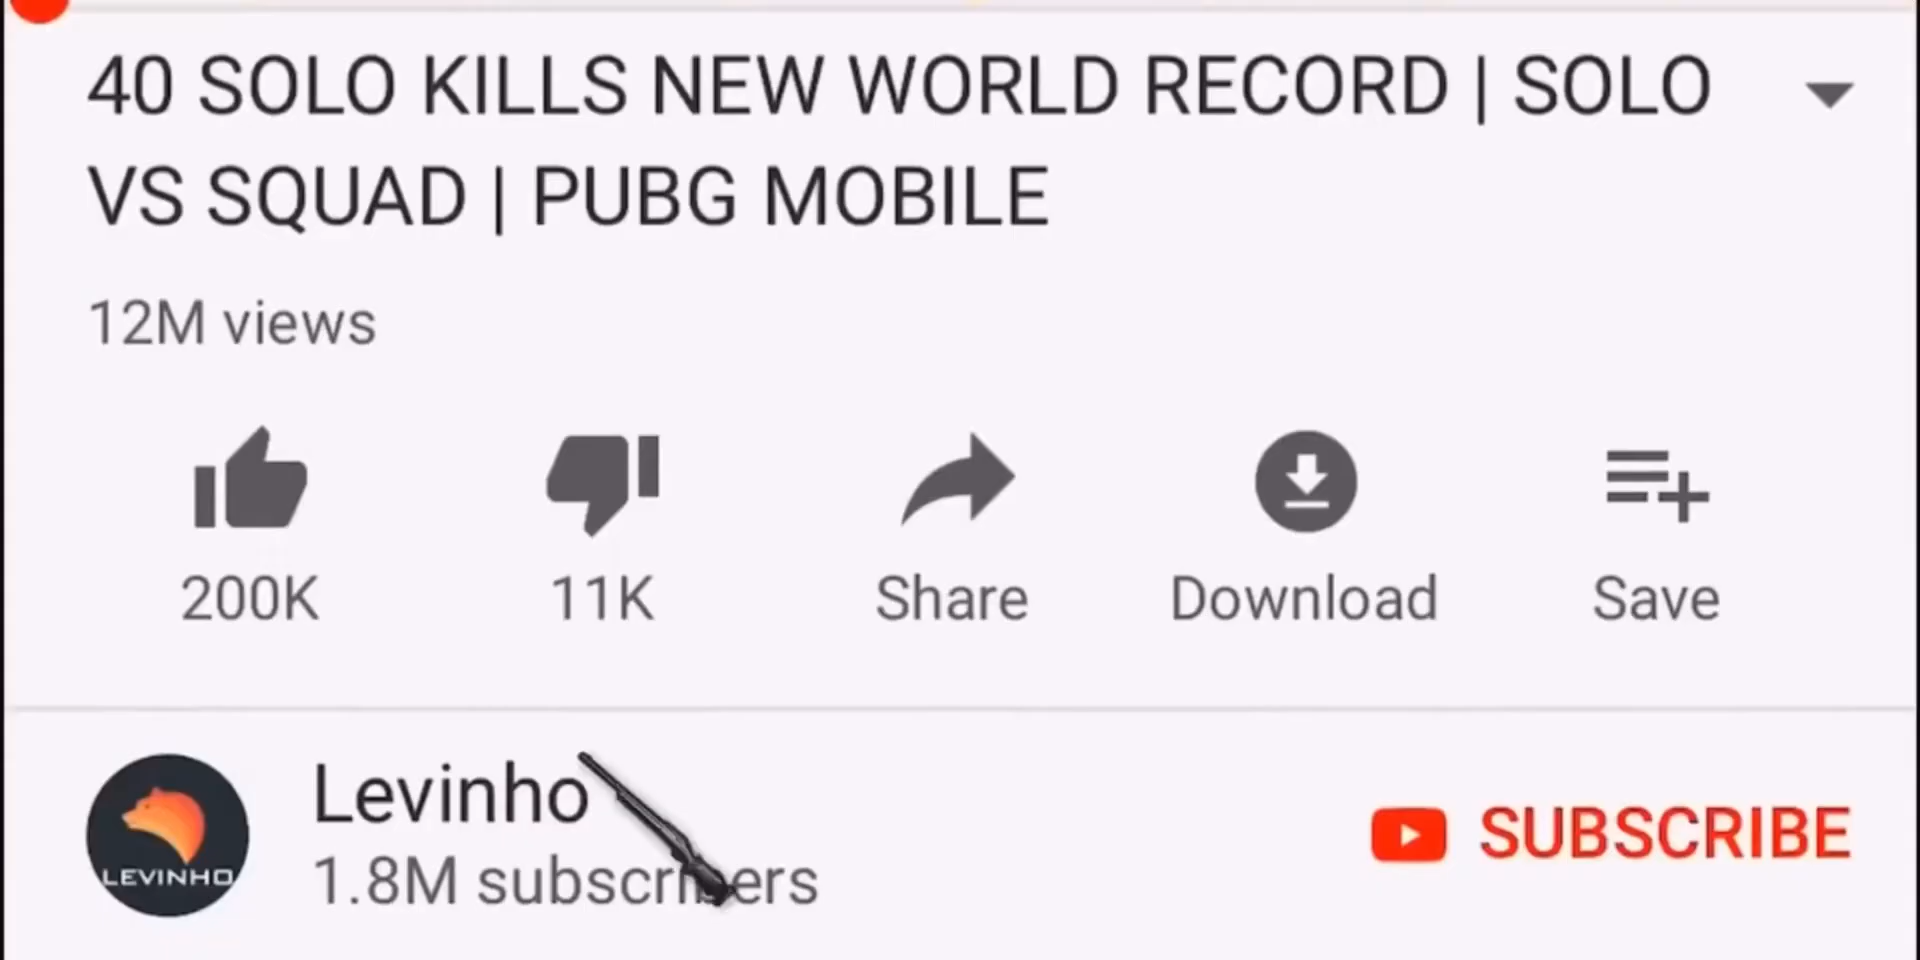 40 SOLO KILLS NEW WORLD RECORD | SOLO
VS SQUAD | PUBG MOBILE
12M views
200K
11K
Share
Download
Save
Levinho
1.8M subscribers
LEVINHO
SUBSCRIBE